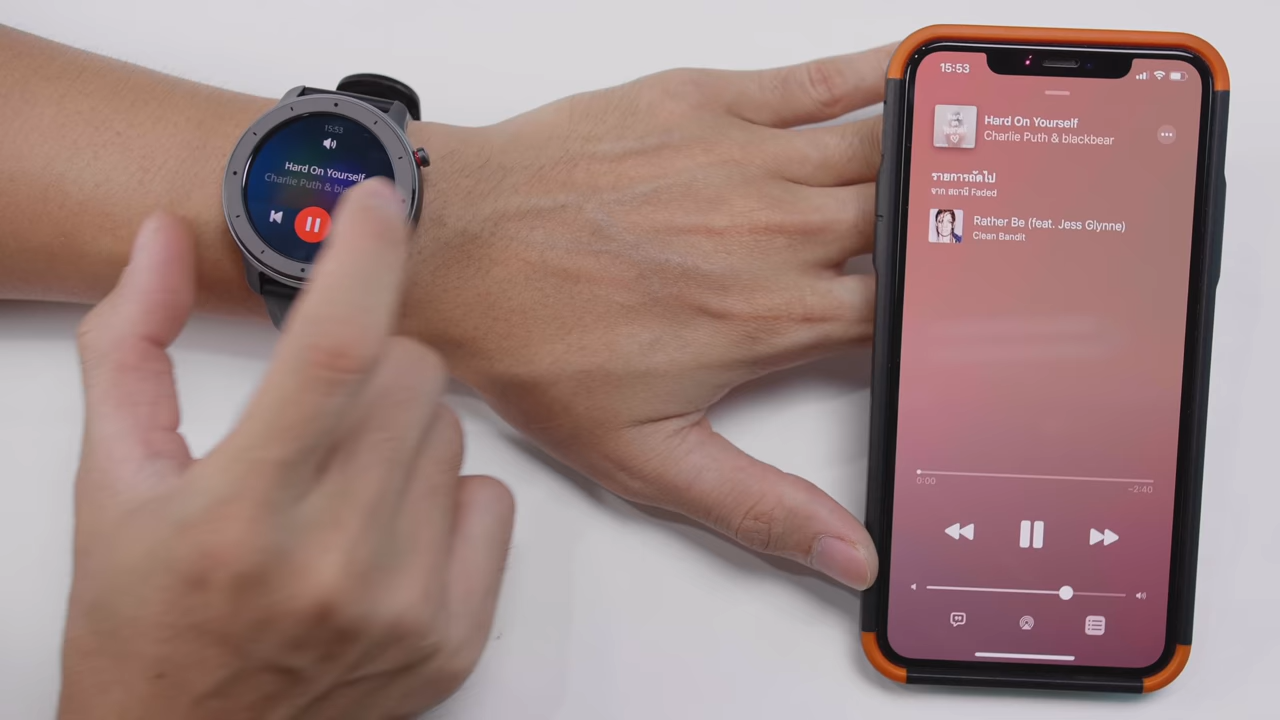 15:53
Hard On Yourself
Charlie Puth &
15:53
Hard On Yourself
Charlie Puth & blackbear
รายการถัดไป
จาก สถานี Faded
Rather Be (feat. Jess Glynne)
Clean Bandit
0:00
-2:40